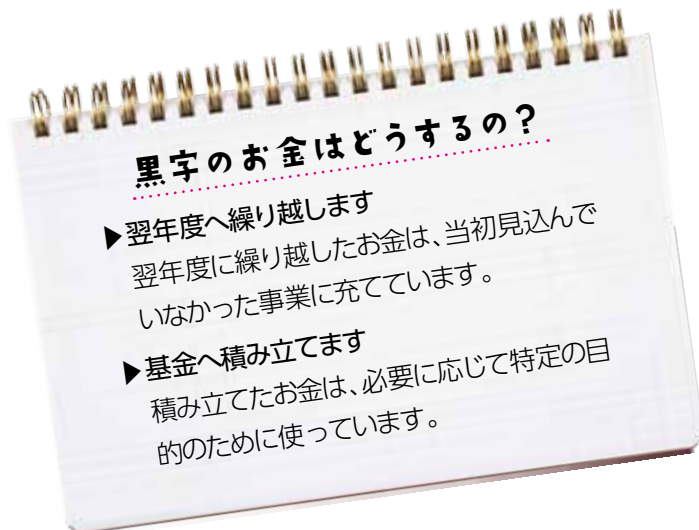 黒字のお金はどうするの？
▶翌年度へ繰り越します
翌年度に繰り越したお金は、当初見込んで
いなかった事業に充てています。
▶基金へ積み立てます
積み立てたお金は、必要に応じて特定の目
的のために使っています。